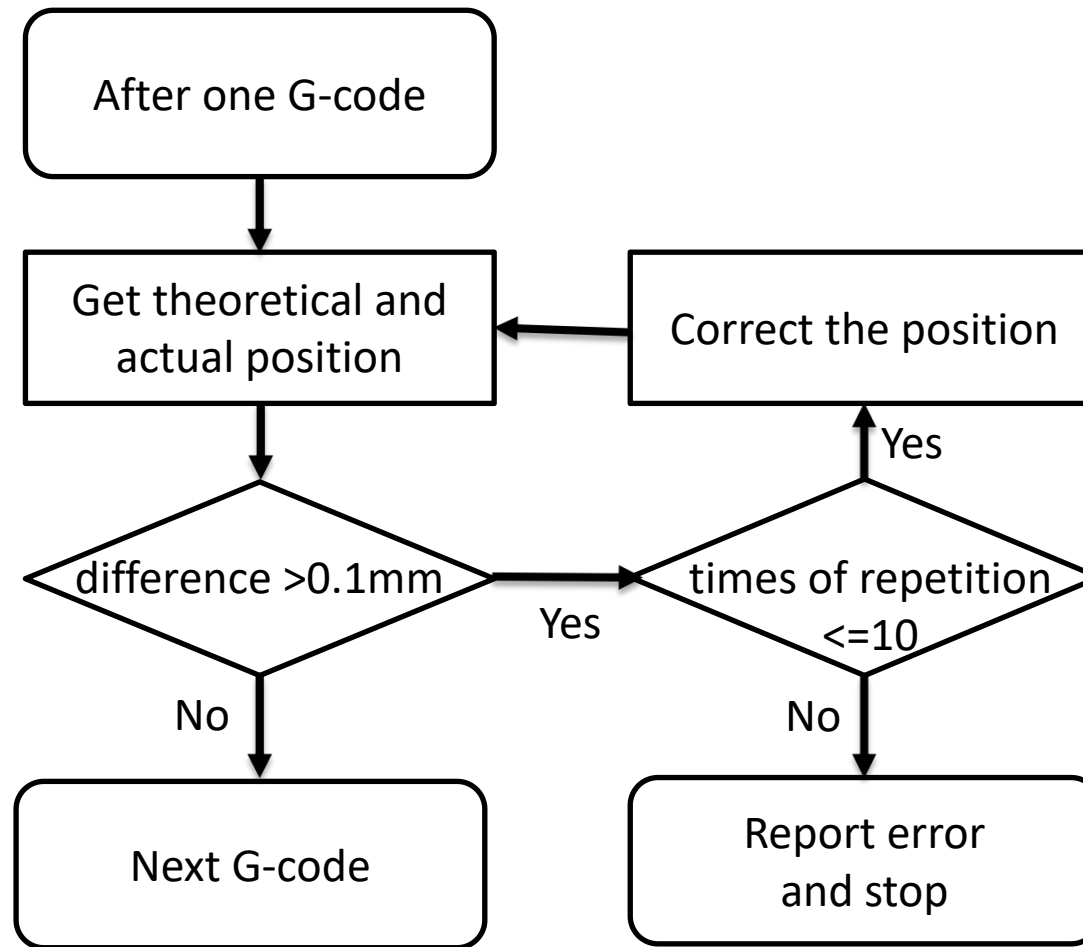 After one G-code
Get theoretical and
actual position
Correct the position
Yes
difference >0.1mm
Yes
times of repetition
<=10
No
No
Next G-code
Report error
and stop